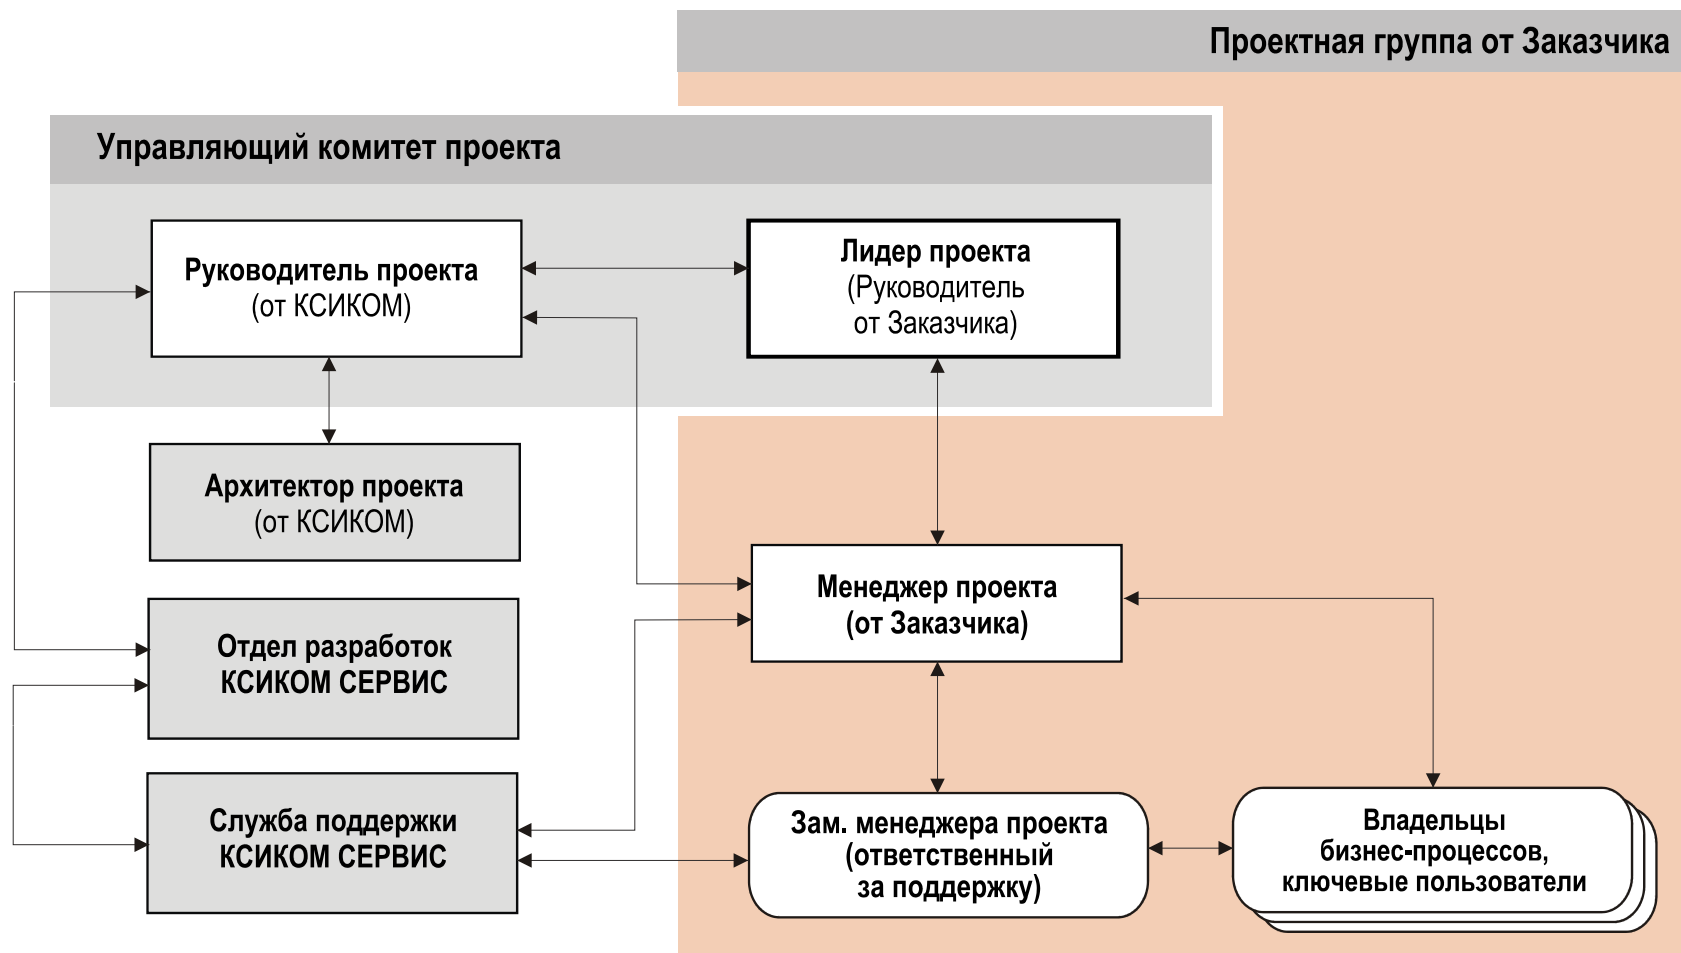 Проектная группа от Заказчика
Управляющий комитет проекта
Руководитель проекта
(от КСИКОМ)
Лидер проекта
(Руководитель
от Заказчика)
Архитектор проекта
(от КСИКОМ)
Менеджер проекта
(от Заказчика)
Отдел разработок
КСИКОМ СЕРВИС
Служба поддержки
КСИКОМ СЕРВИС
Зам. менеджера проекта
(ответственный
за поддержку)
Владельцы
бизнес-процессов,
ключевые пользователи